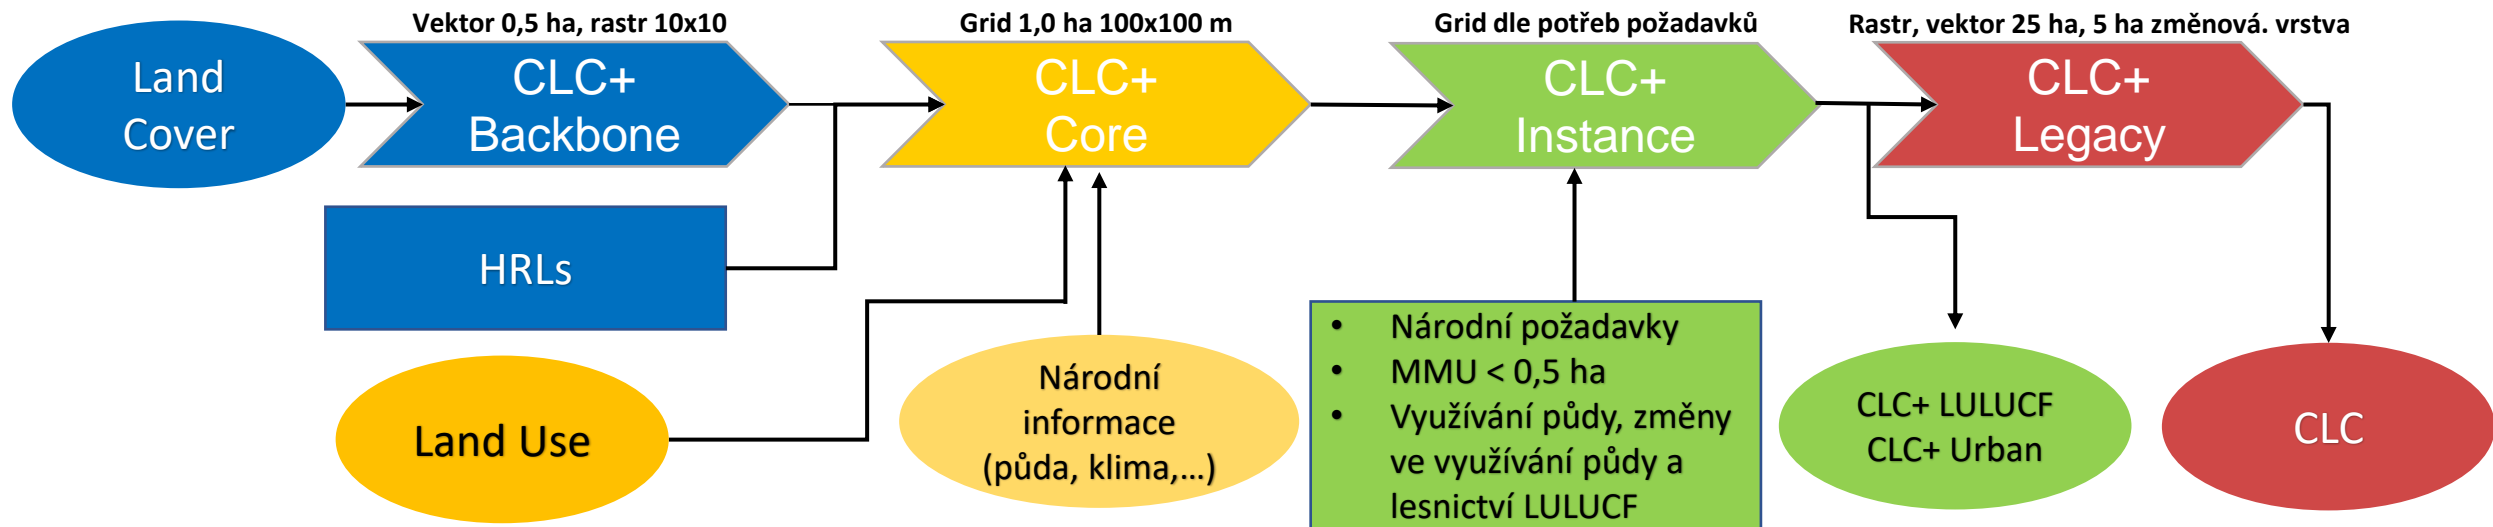 Vektor 0,5 ha, rastr 10x10
Grid 1,0 ha 100x100 m
Grid dle potřeb požadavků
Rastr, vektor 25 ha, 5 ha změnová. vrstva
Land
Cover
CLC+
Backbone
CLC+
Core
CLC+
Instance
CLC+
Legacy
HRLs
Land Use
Národní
informace
(půda, klima,...)
• Národní požadavky
• MMU < 0,5 ha
• Využívání půdy, změny
ve využívání půdy a
lesnictví LULUCF
CLC+ LULUCF
CLC+ Urban
CLC